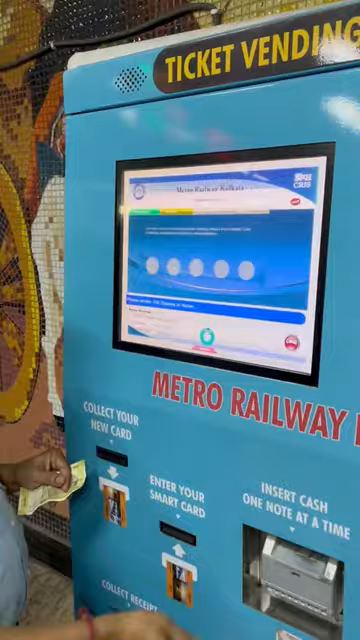 TICKET VENDING
Metro Railway Kolkata
CRIS
METRO RAILWAY
COLLECT YOUR
NEW CARD
ENTER YOUR
SMART CARD
INSERT CASH
ONE NOTE AT A TIME
COLLECT RECEIPT